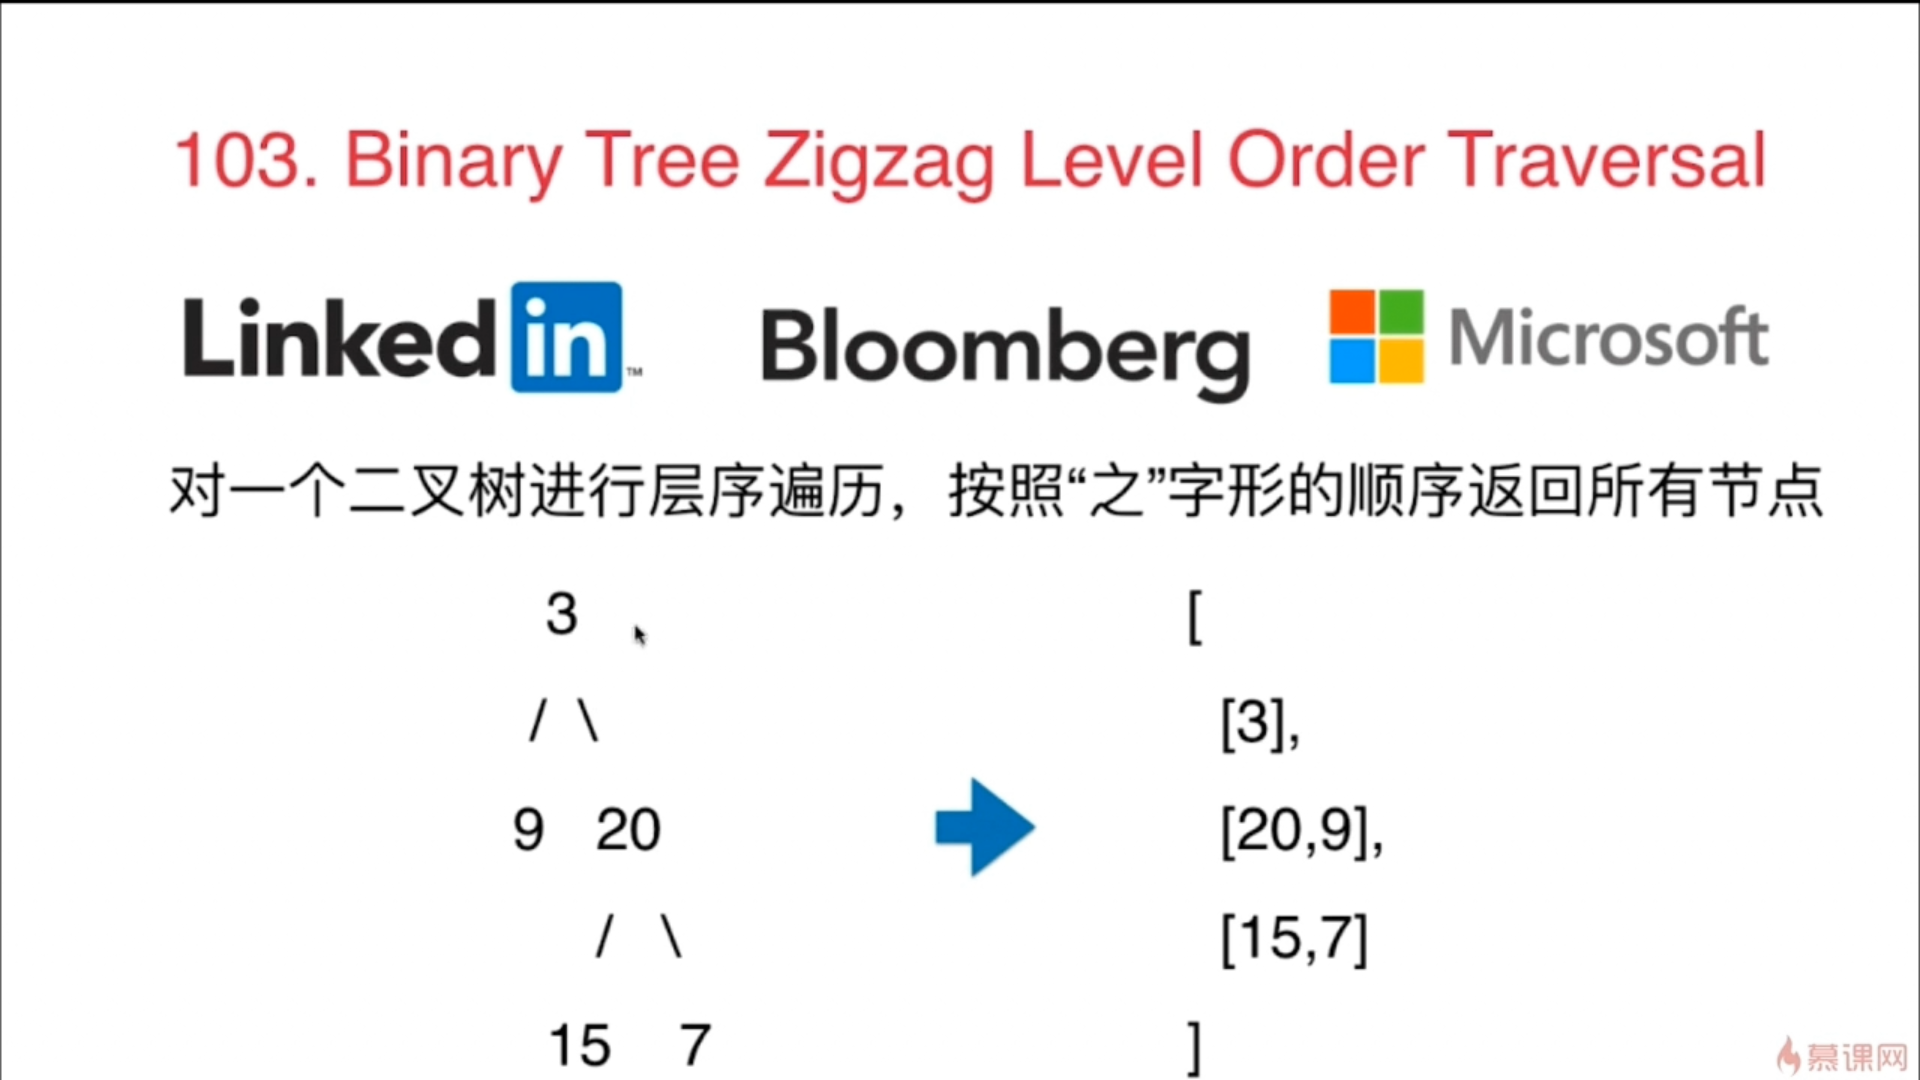 103. Binary Tree Zigzag Level Order Traversal
Linked in™ Bloomberg Microsoft
对一个二叉树进行层序遍历，按照“之”字形的顺序返回所有节点
3 [
/ \ [3],
9 20 [20,9],
/ \ [15,7]
15 7 ]
慕课网